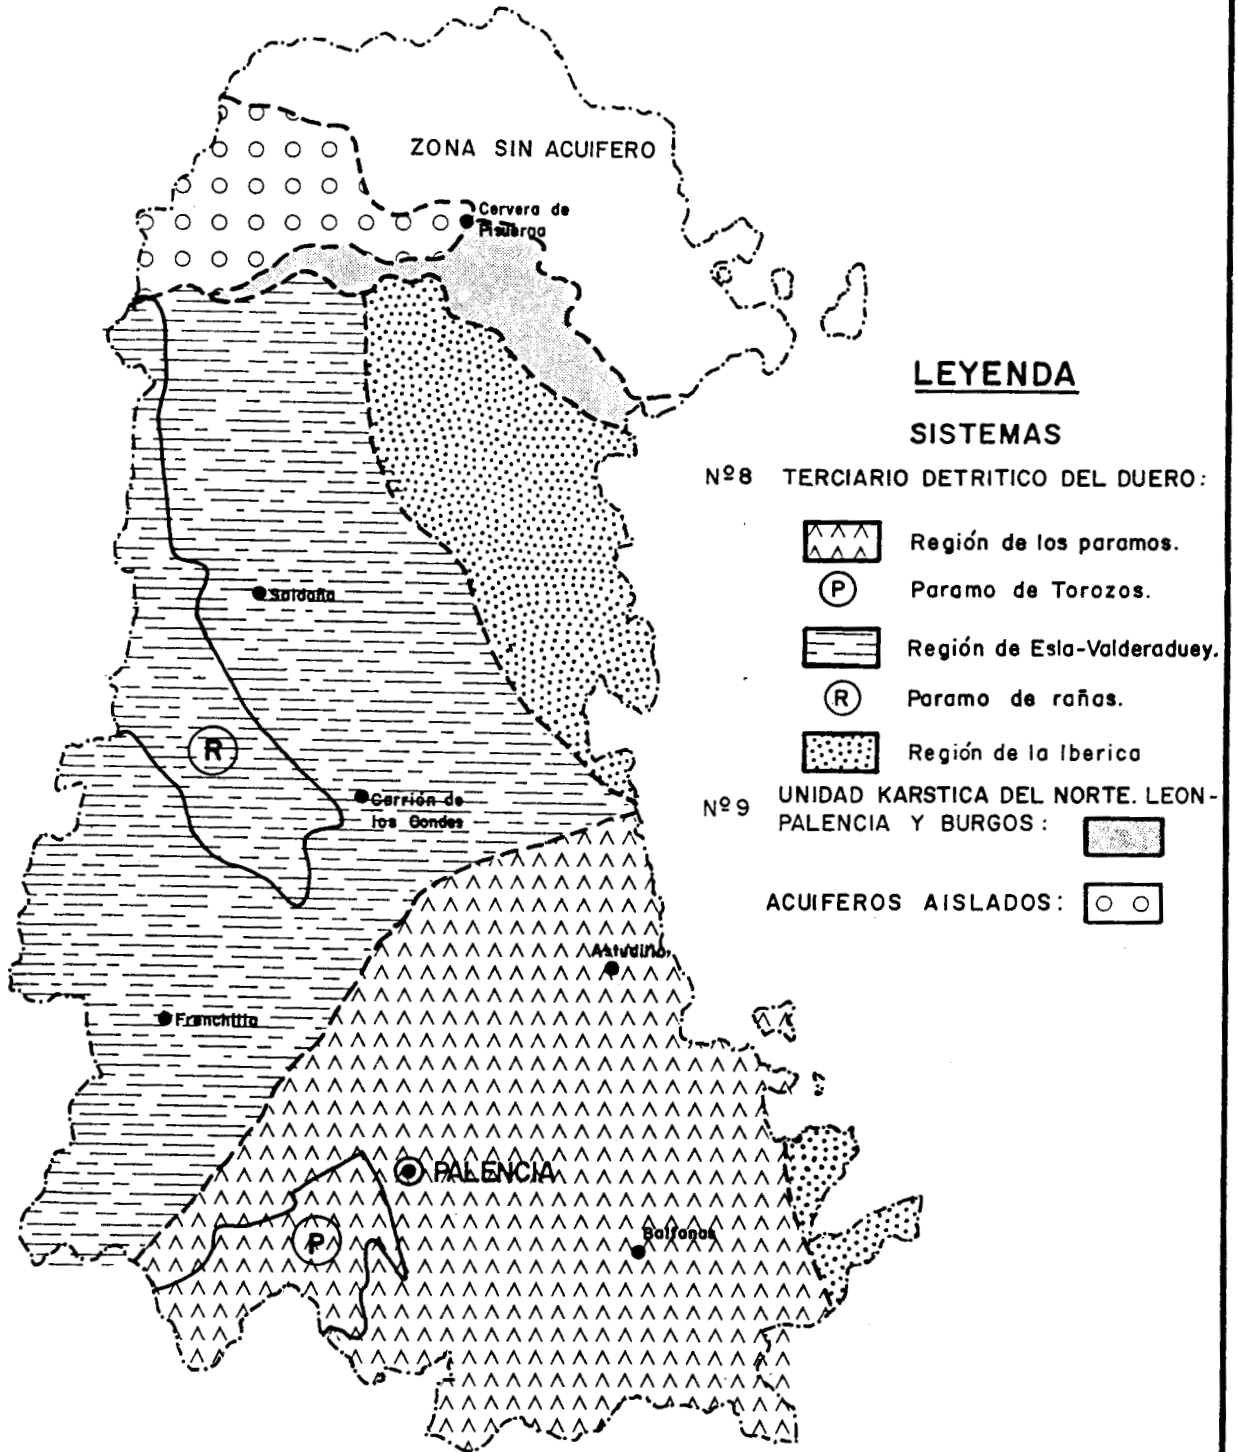 ZONA SIN ACUIFERO
Cervera de
Pisuerga
Saldaña
R
Carrión de
los Condes
Astudillo
Frenchilla
PALENCIA
P
Baltanas
LEYENDA
SISTEMAS
Nº8 TERCIARIO DETRITICO DEL DUERO:
Región de los paramos.
P Paramo de Torozos.
Región de Esla-Valderaduey.
R Paramo de rañas.
Región de la Iberica
Nº9 UNIDAD KARSTICA DEL NORTE. LEON-
PALENCIA Y BURGOS:
ACUIFEROS AISLADOS: